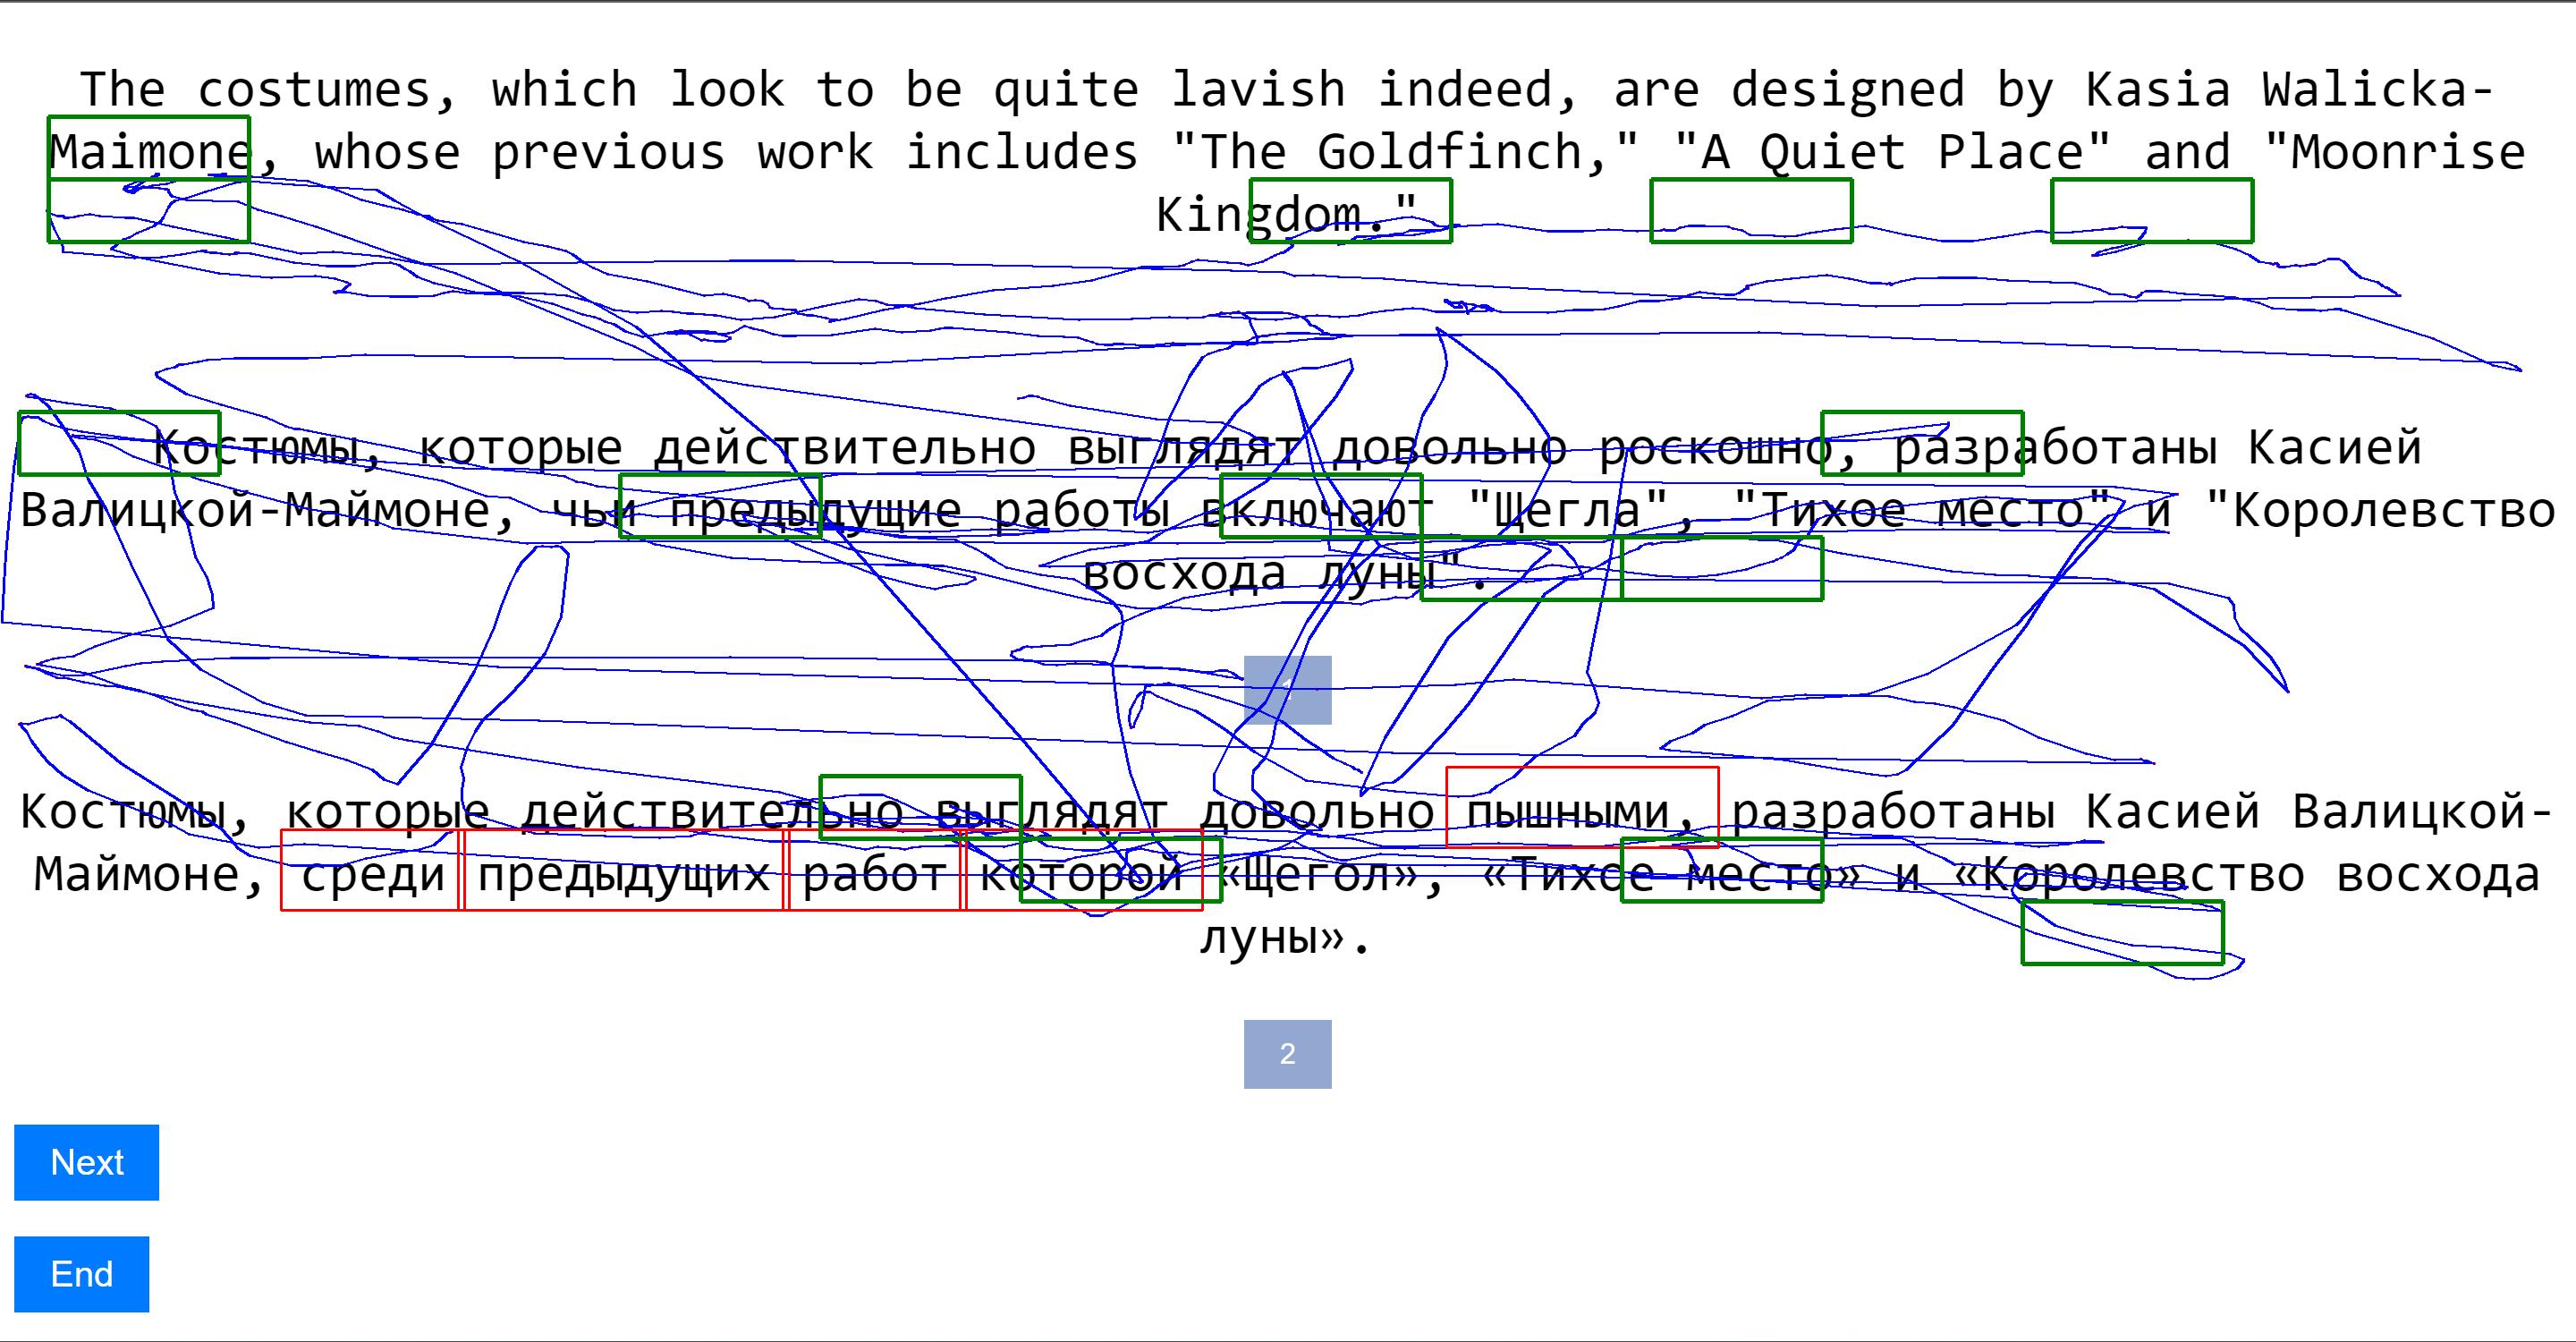 The costumes, which look to be quite lavish indeed, are designed by Kasia Walicka-
Maimone, whose previous work includes "The Goldfinch," "A Quiet Place" and "Moonrise
Kingdom."
Костюмы, которые действительно выглядят довольно роскошно, разработаны Касией
Валицкой-Маймоне, чьи предыдущие работы включают "Щегла", "Тихое место" и "Королевство
восхода луны".
1
Костюмы, которые действительно выглядят довольно пышными, разработаны Касией Валицкой-
Маймоне, среди предыдущих работ которой «Щегол», «Тихое место» и «Королевство восхода
луны».
2
Next
End